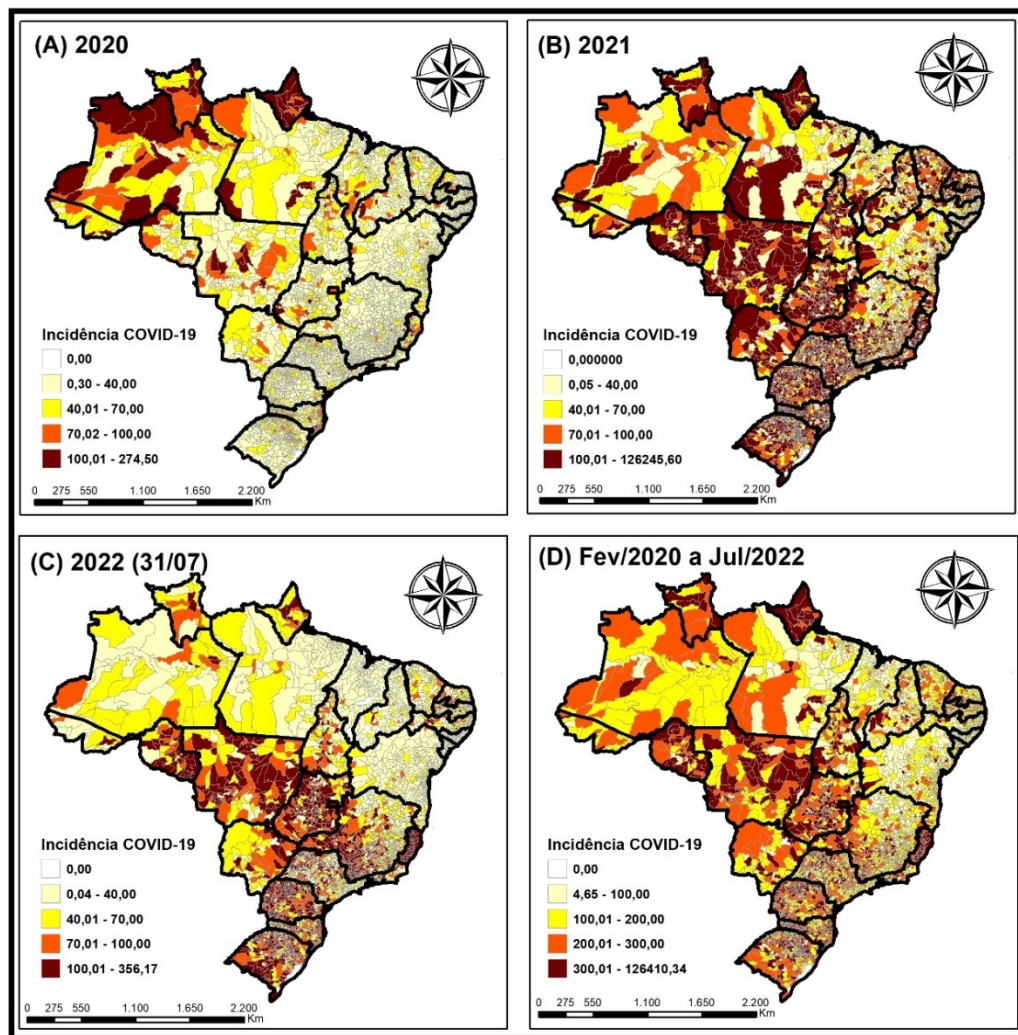 (A) 2020
Incidência COVID-19
0,00
0,30 - 40,00
40,01 - 70,00
70,02 - 100,00
100,01 - 274,50
0 275 550 1.100 1.650 2.200
Km
(B) 2021
Incidência COVID-19
0,000000
0,05 - 40,00
40,01 - 70,00
70,01 - 100,00
100,01 - 126245,60
0 275 550 1.100 1.650 2.200
Km
(C) 2022 (31/07)
Incidência COVID-19
0,00
0,04 - 40,00
40,01 - 70,00
70,01 - 100,00
100,01 - 356,17
0 275 550 1.100 1.650 2.200
Km
(D) Fev/2020 a Jul/2022
Incidência COVID-19
0,00
4,65 - 100,00
100,01 - 200,00
200,01 - 300,00
300,01 - 126410,34
0 275 550 1.100 1.650 2.200
Km